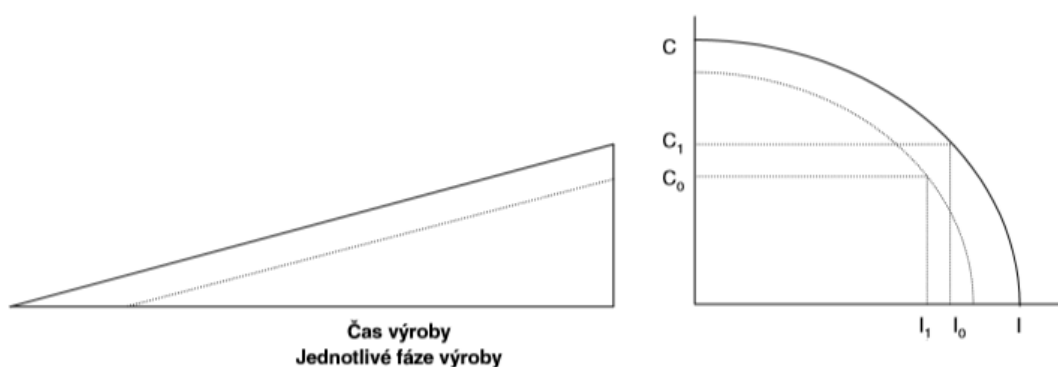 C
C₁
C₀
I₁
I₀
I
Čas výroby
Jednotlivé fáze výroby